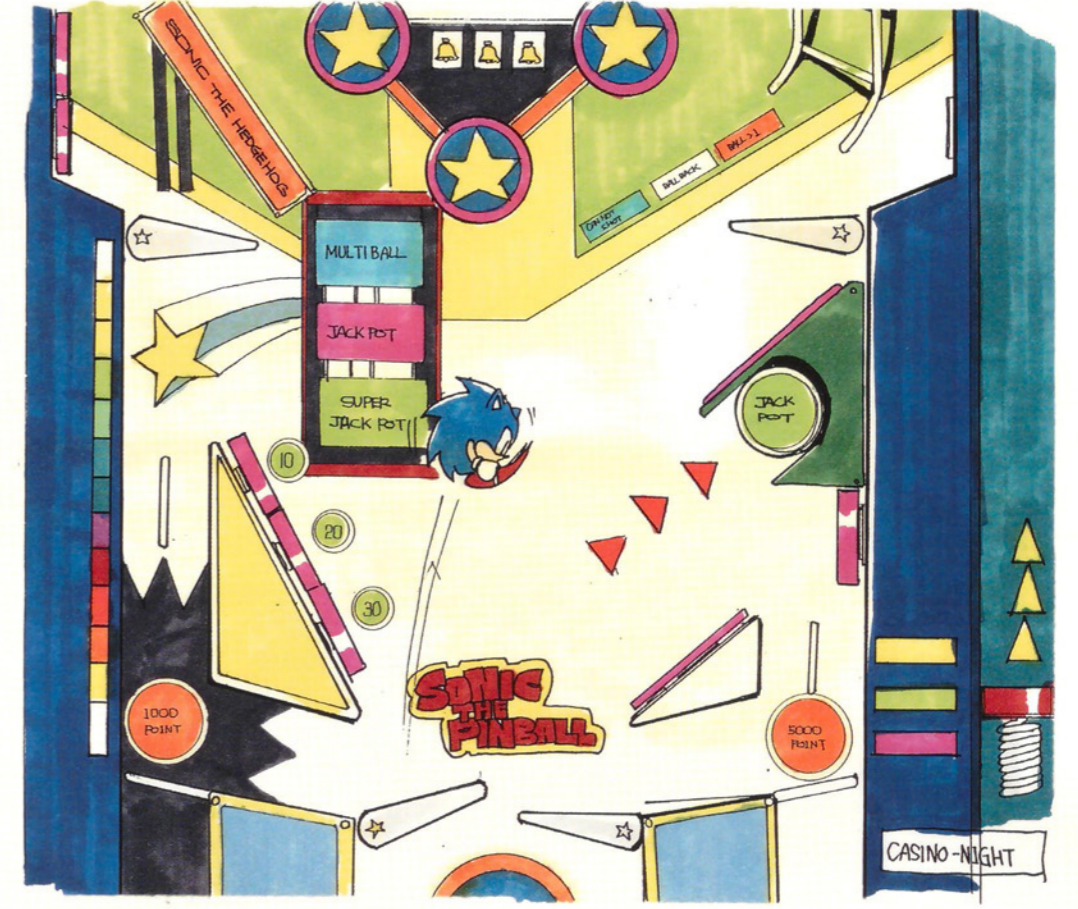 SONIC THE HEDGEHOG
BALL BACK
MULTI BALL
JACK POT
SUPER
JACK POT
JACK
POT
10
20
30
SONIC
THE
PINBALL
1000
POINT
5000
POINT
CASINO-NIGHT